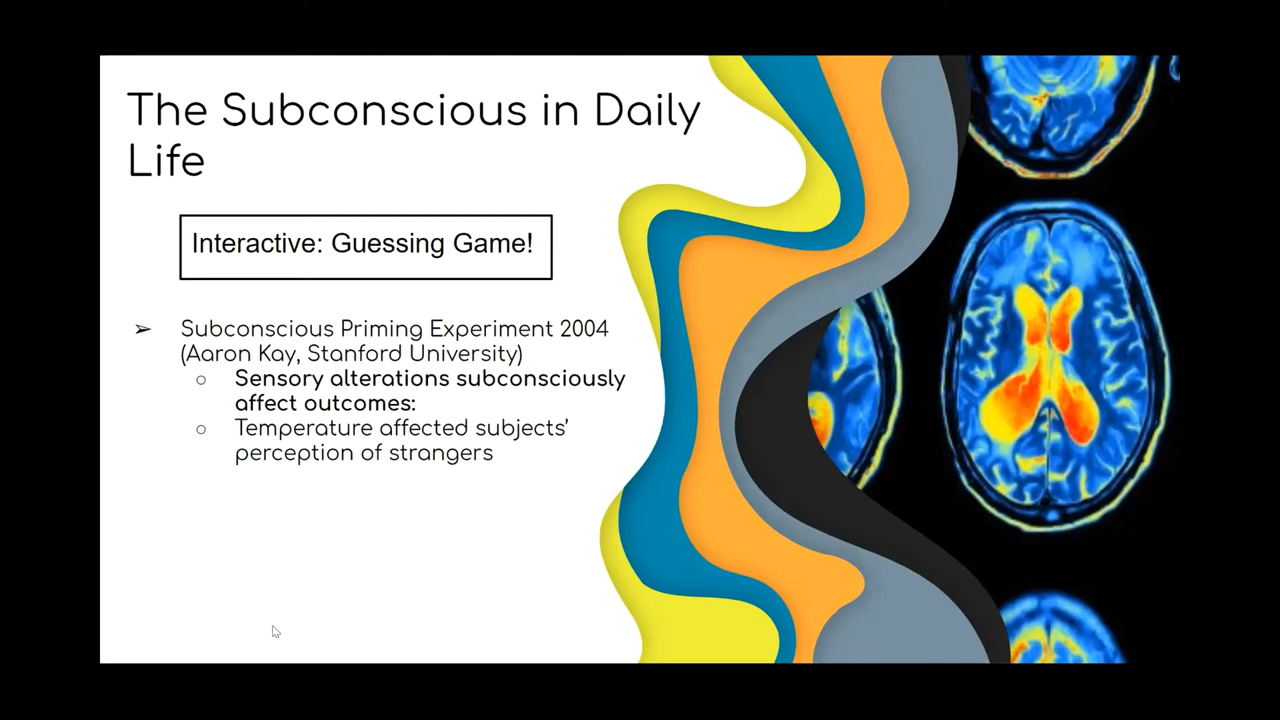 The Subconscious in Daily
Life
Interactive: Guessing Game!
➢ Subconscious Priming Experiment 2004
(Aaron Kay, Stanford University)
○ Sensory alterations subconsciously
affect outcomes:
○ Temperature affected subjects’
perception of strangers